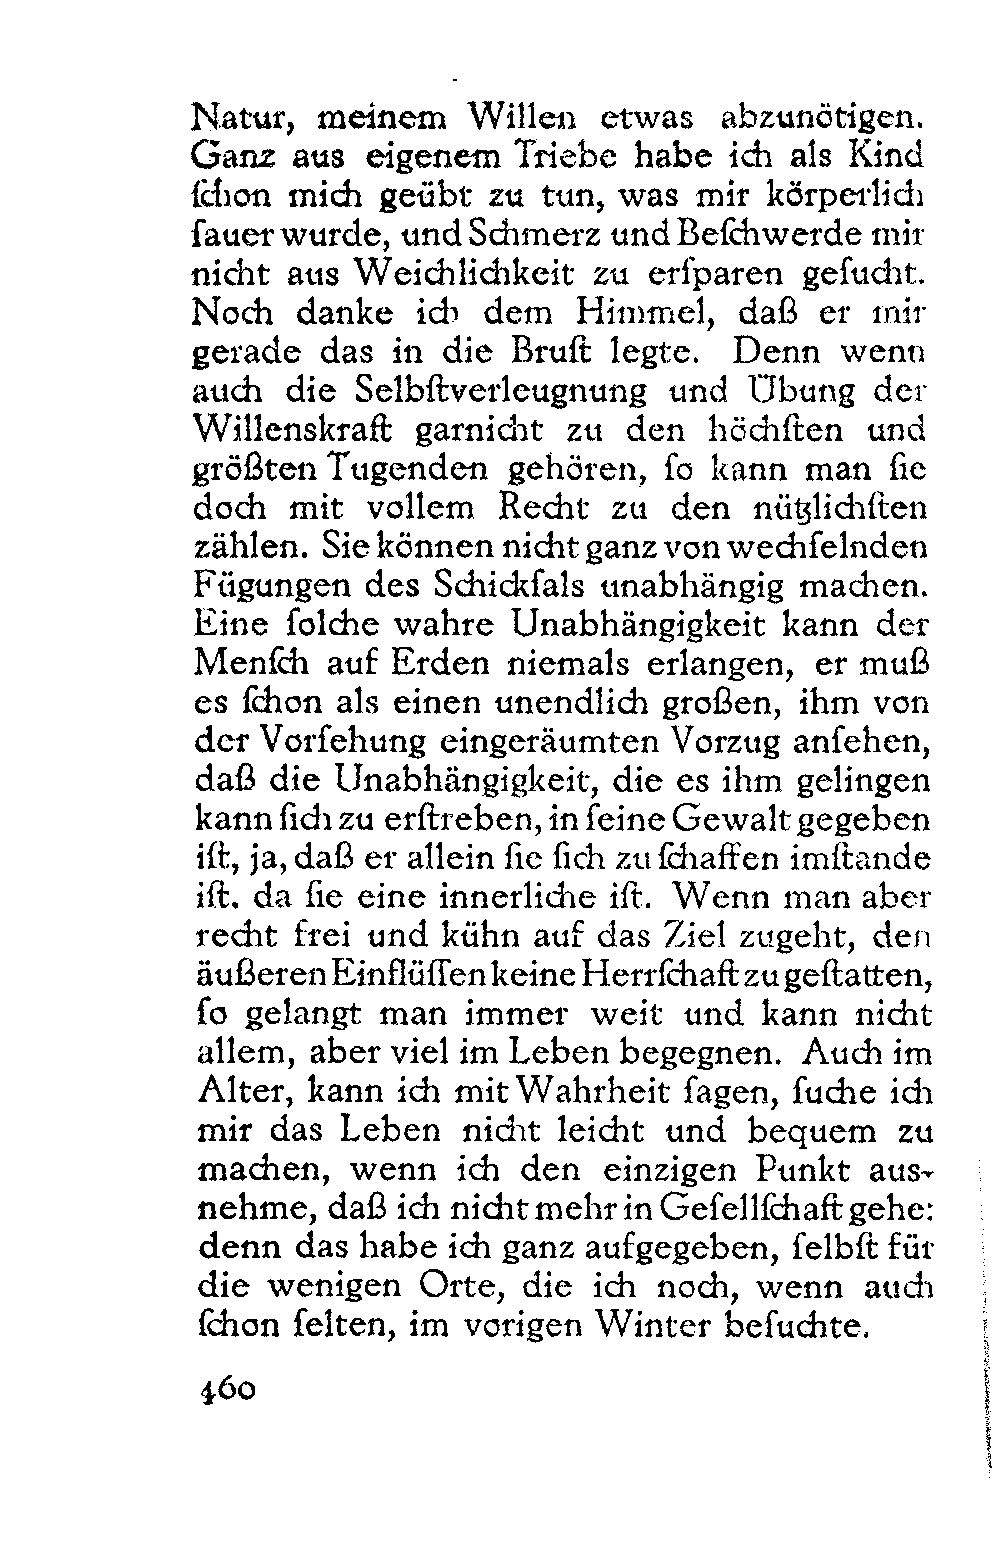 Natur, meinem Willen etwas abzunötigen.
Ganz aus eigenem Triebe habe ich als Kind
ſchon mich geübt zu tun, was mir körperlich
ſauer wurde, und Schmerz und Beſchwerde mir
nicht aus Weichlichkeit zu erſparen geſucht.
Noch danke ich dem Himmel, daß er mir
gerade das in die Bruſt legte. Denn wenn
auch die Selbſtverleugnung und Übung der
Willenskraft garnicht zu den höchſten und
größten Tugenden gehören, ſo kann man ſie
doch mit vollem Recht zu den nützlichſten
zählen. Sie können nicht ganz von wechſelnden
Fügungen des Schickſals unabhängig machen.
Eine ſolche wahre Unabhängigkeit kann der
Menſch auf Erden niemals erlangen, er muß
es ſchon als einen unendlich großen, ihm von
der Vorſehung eingeräumten Vorzug anſehen,
daß die Unabhängigkeit, die es ihm gelingen
kann ſich zu erſtreben, in ſeine Gewalt gegeben
iſt, ja, daß er allein ſie ſich zu ſchaffen imſtande
iſt. da ſie eine innerliche iſt. Wenn man aber
recht frei und kühn auf das Ziel zugeht, den
äußeren Einflüſſen keine Herrſchaft zu geſtatten,
ſo gelangt man immer weit und kann nicht
allem, aber viel im Leben begegnen. Auch im
Alter, kann ich mit Wahrheit ſagen, ſuche ich
mir das Leben nicht leicht und bequem zu
machen, wenn ich den einzigen Punkt aus-
nehme, daß ich nicht mehr in Geſellſchaft gehe:
denn das habe ich ganz aufgegeben, ſelbſt für
die wenigen Orte, die ich noch, wenn auch
ſchon ſelten, im vorigen Winter beſuchte.
460